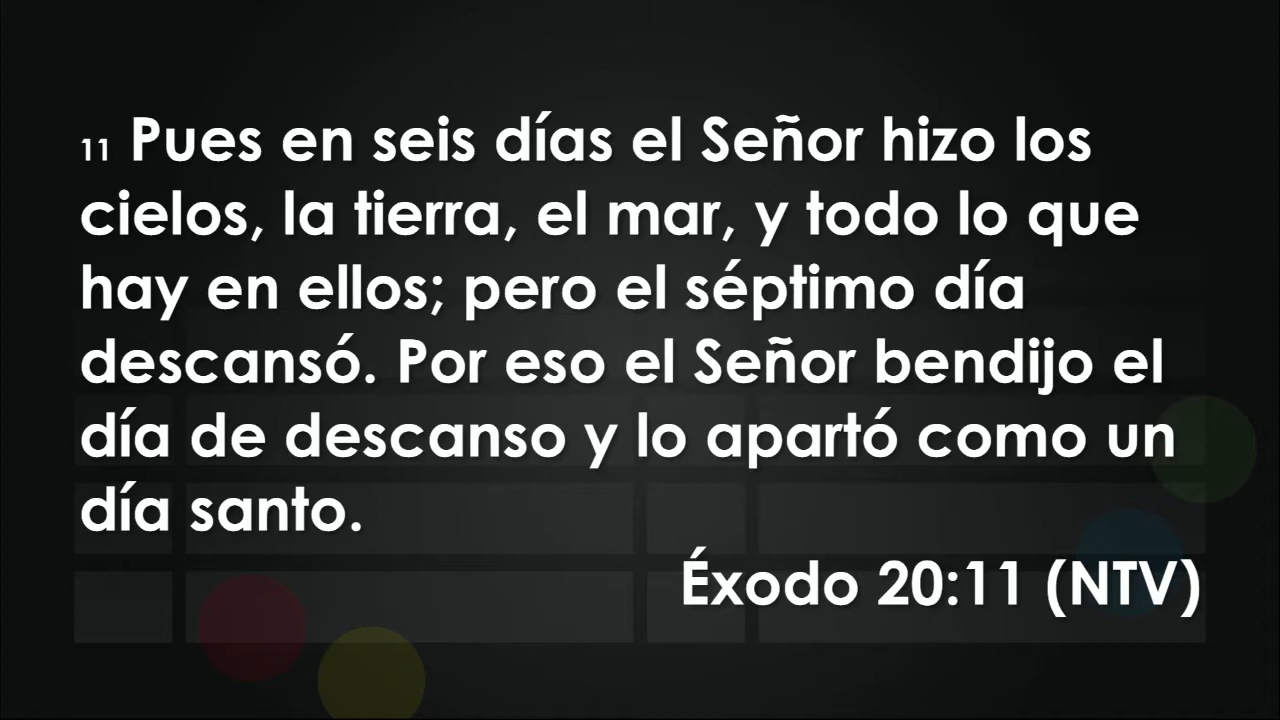 11 Pues en seis días el Señor hizo los
cielos, la tierra, el mar, y todo lo que
hay en ellos; pero el séptimo día
descansó. Por eso el Señor bendijo el
día de descanso y lo apartó como un
día santo.
Éxodo 20:11 (NTV)